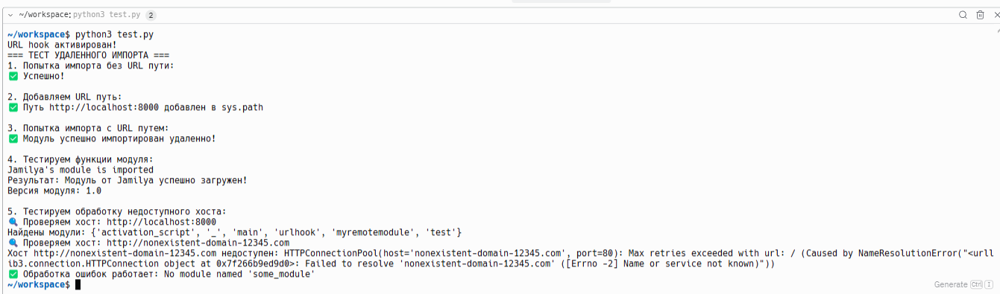 ~/workspace: python3 test.py 2
~/workspace$ python3 test.py
URL hook активирован!
=== ТЕСТ УДАЛЕННОГО ИМПОРТА ===
1. Попытка импорта без URL пути:
✅ Успешно!
2. Добавляем URL путь:
✅ Путь http://localhost:8000 добавлен в sys.path
3. Попытка импорта с URL путем:
✅ Модуль успешно импортирован удаленно!
4. Тестируем функции модуля:
Jamilya's module is imported
Результат: Модуль от Jamilya успешно загружен!
Версия модуля: 1.0
5. Тестируем обработку недоступного хоста:
🔍 Проверяем хост: http://localhost:8000
Найдены модули: {'activation_script', '_', 'main', 'urlhook', 'myremotemodule', 'test'}
🔍 Проверяем хост: http://nonexistent-domain-12345.com
Хост http://nonexistent-domain-12345.com недоступен: HTTPConnectionPool(host='nonexistent-domain-12345.com', port=80): Max retries exceeded with url: / (Caused by NameResolutionError("<urll
ib3.connection.HTTPConnection object at 0x7f266b9ed9d0>: Failed to resolve 'nonexistent-domain-12345.com' ([Errno -2] Name or service not known)"))
✅ Обработка ошибок работает: No module named 'some_module'
~/workspace$
Generate Ctrl I